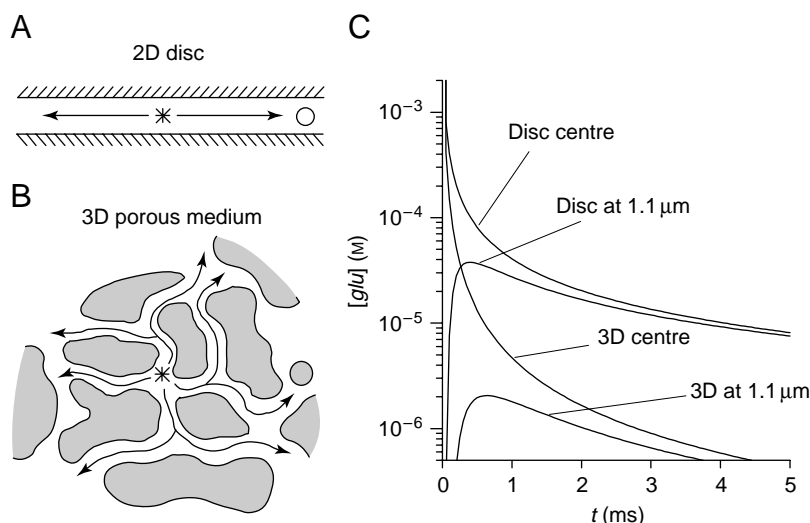 A
2D disc
B
3D porous medium
C
[glu] (M)
10⁻³
10⁻⁴
10⁻⁵
10⁻⁶
Disc centre
Disc at 1.1 μm
3D centre
3D at 1.1 μm
0 1 2 3 4 5
t (ms)